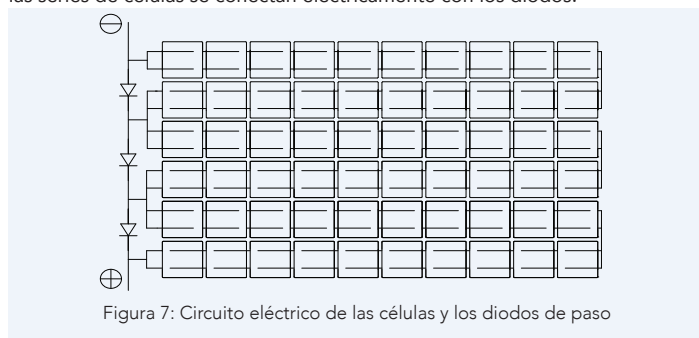 las series de células se conectan eléctricamente con los diodos.
Figura 7: Circuito eléctrico de las células y los diodos de paso